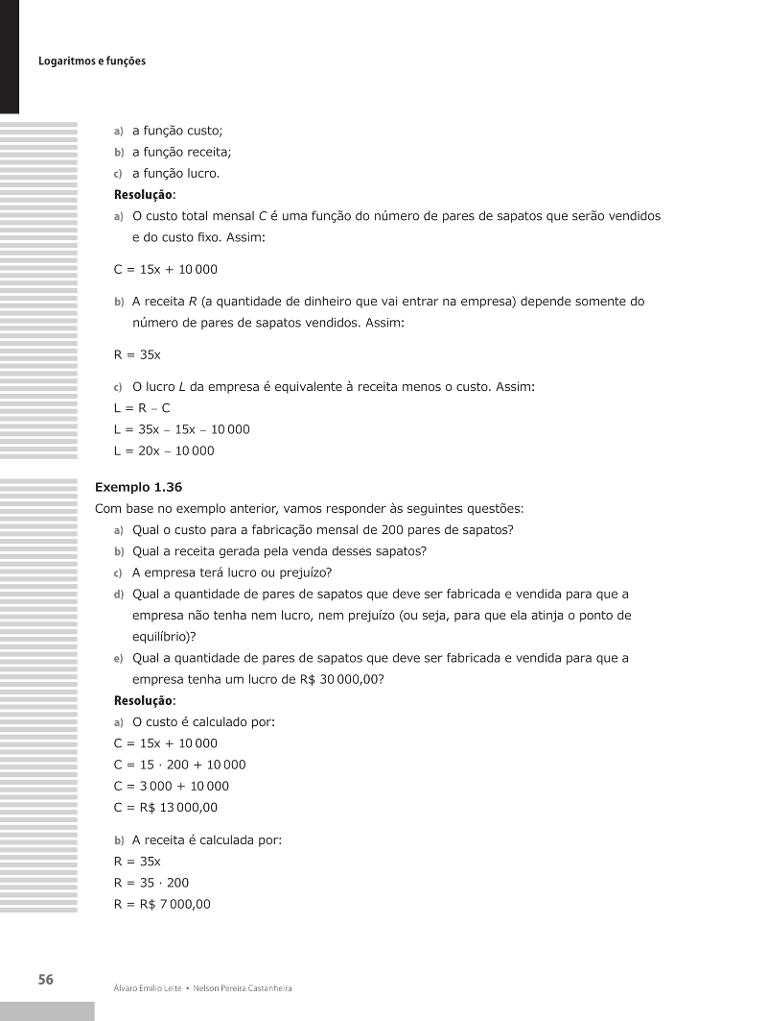 Logaritmos e funções
a) a função custo;
b) a função receita;
c) a função lucro.
Resolução:
a) O custo total mensal C é uma função do número de pares de sapatos que serão vendidos
e do custo fixo. Assim:
C = 15x + 10 000
b) A receita R (a quantidade de dinheiro que vai entrar na empresa) depende somente do
número de pares de sapatos vendidos. Assim:
R = 35x
c) O lucro L da empresa é equivalente à receita menos o custo. Assim:
L = R – C
L = 35x – 15x – 10 000
L = 20x – 10 000
Exemplo 1.36
Com base no exemplo anterior, vamos responder às seguintes questões:
a) Qual o custo para a fabricação mensal de 200 pares de sapatos?
b) Qual a receita gerada pela venda desses sapatos?
c) A empresa terá lucro ou prejuízo?
d) Qual a quantidade de pares de sapatos que deve ser fabricada e vendida para que a
empresa não tenha nem lucro, nem prejuízo (ou seja, para que ela atinja o ponto de
equilíbrio)?
e) Qual a quantidade de pares de sapatos que deve ser fabricada e vendida para que a
empresa tenha um lucro de R$ 30 000,00?
Resolução:
a) O custo é calculado por:
C = 15x + 10 000
C = 15 · 200 + 10 000
C = 3 000 + 10 000
C = R$ 13 000,00
b) A receita é calculada por:
R = 35x
R = 35 · 200
R = R$ 7 000,00
56
Álvaro Emílio Leite • Nelson Pereira Castanheira